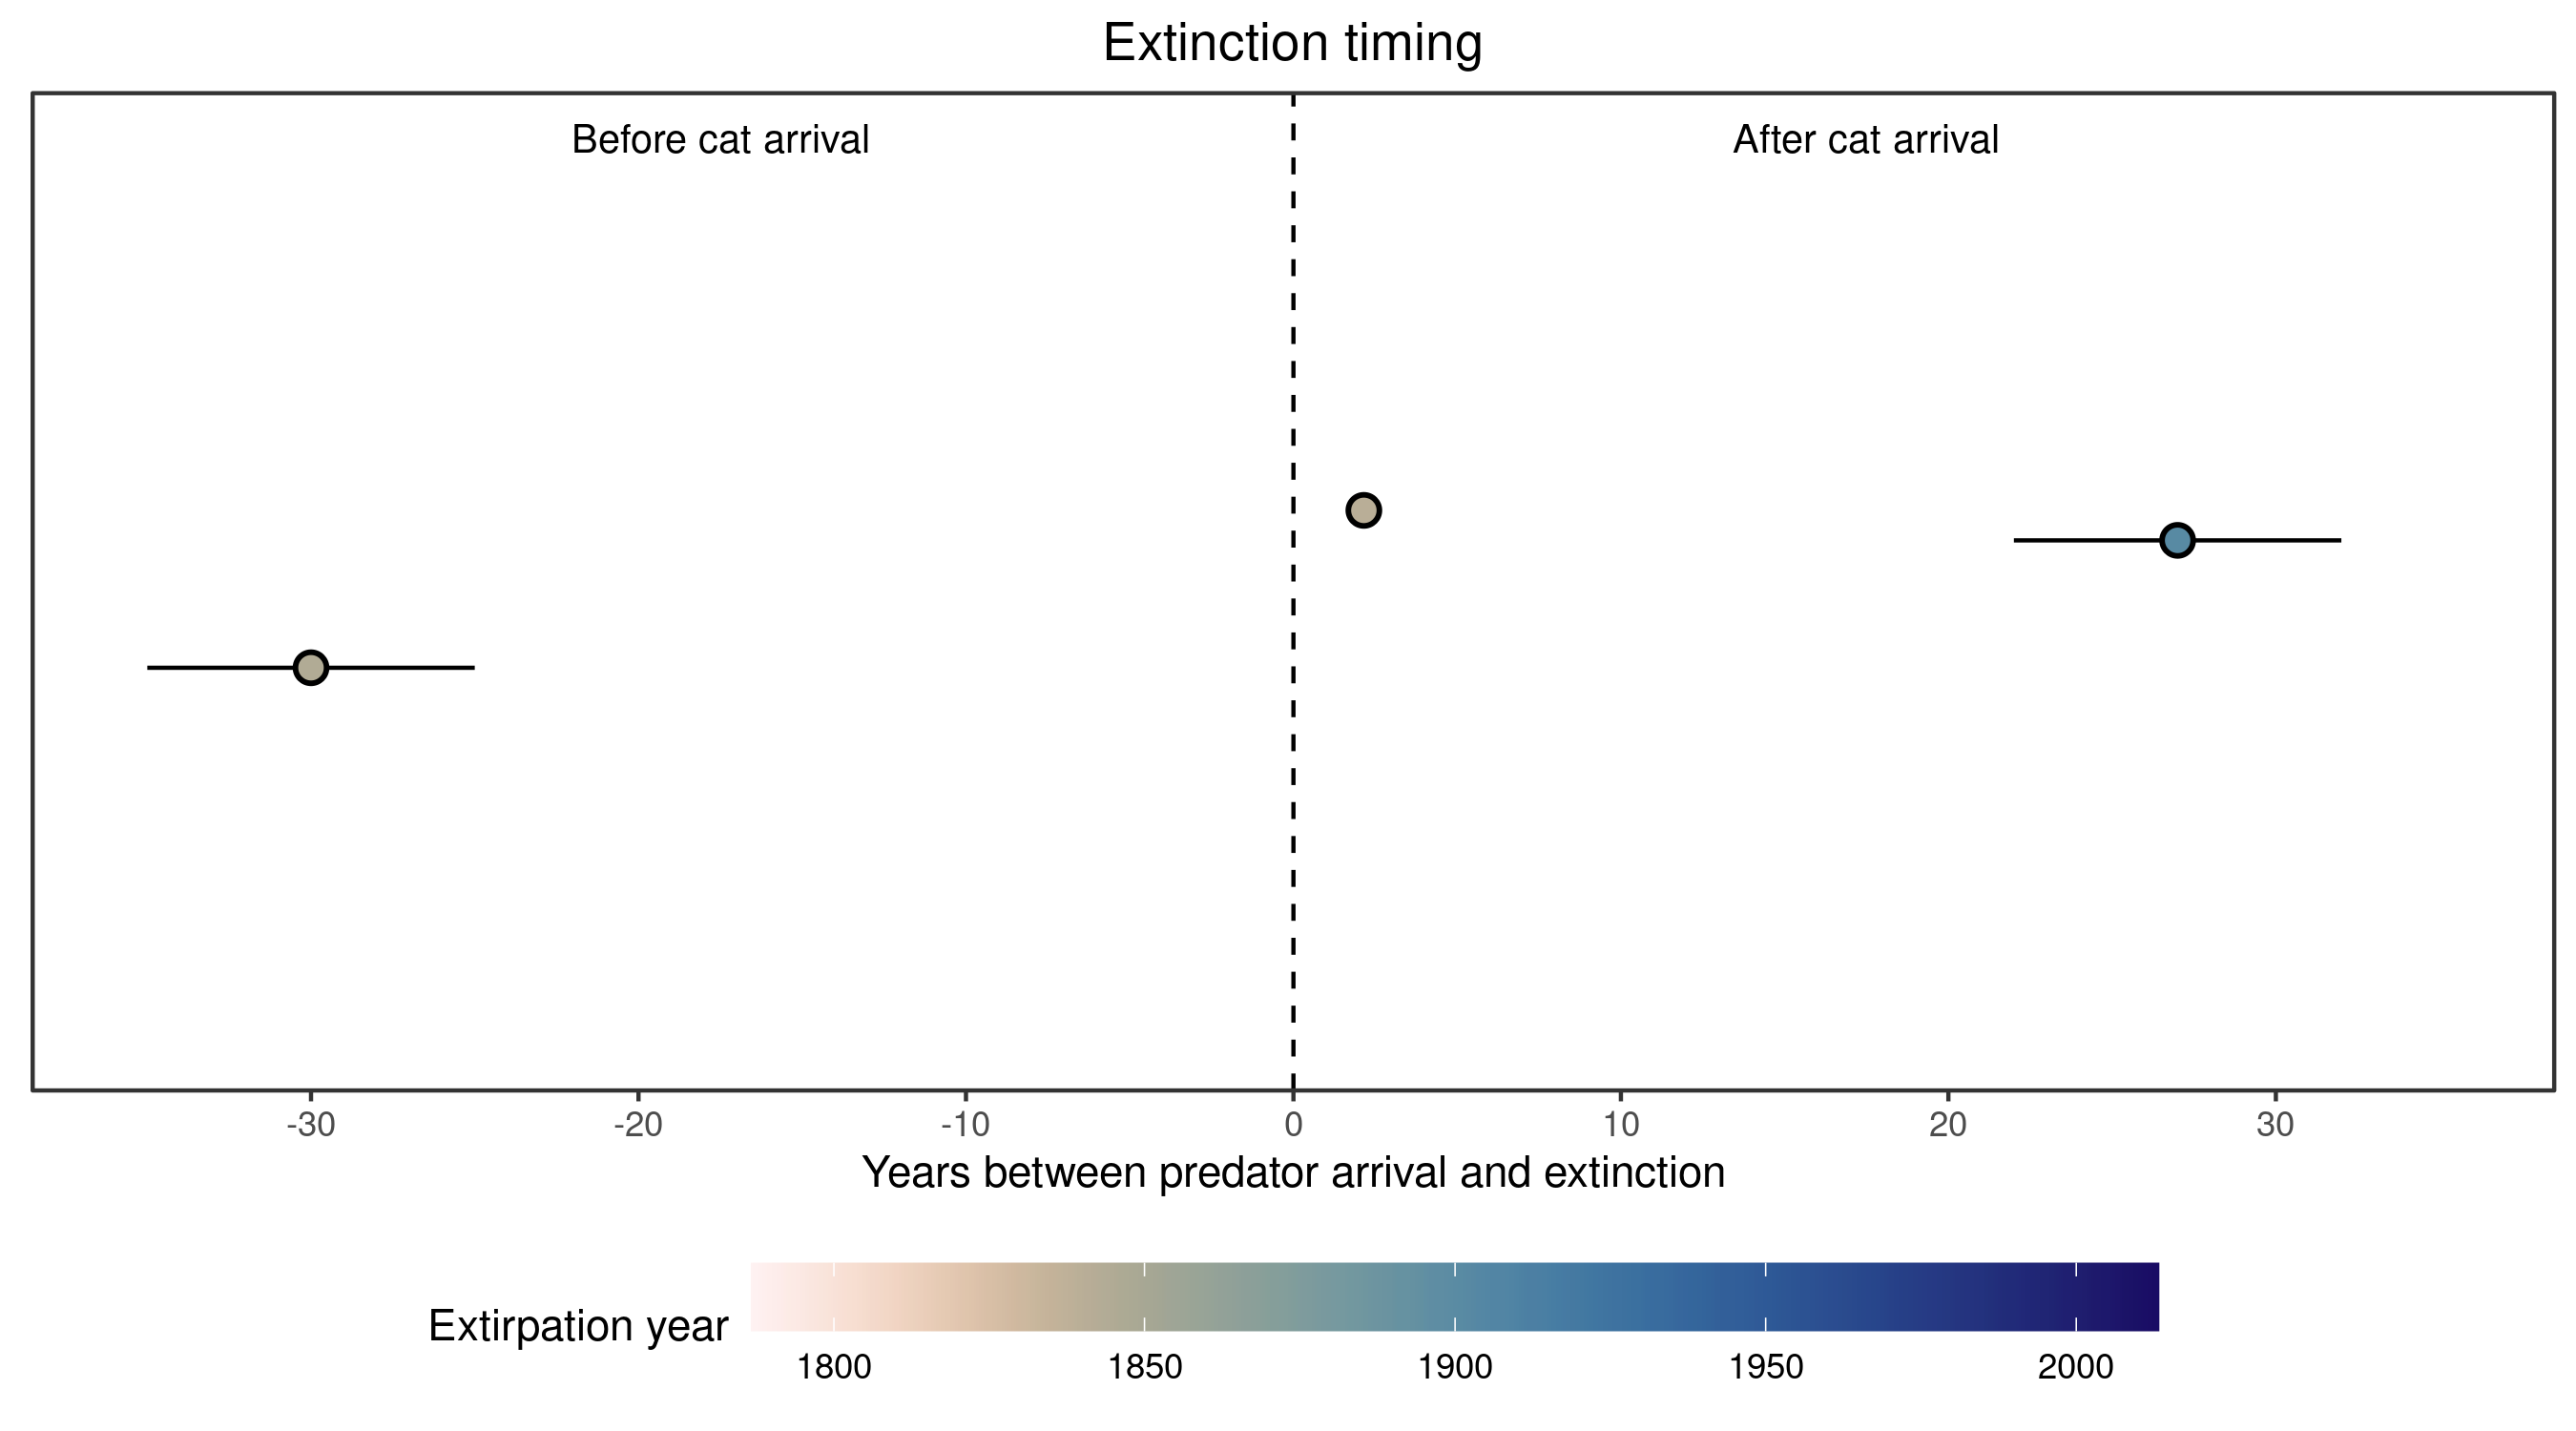 Extinction timing
Before cat arrival After cat arrival
-30 -20 -10 0 10 20 30
Years between predator arrival and extinction
Extirpation year
1800 1850 1900 1950 2000